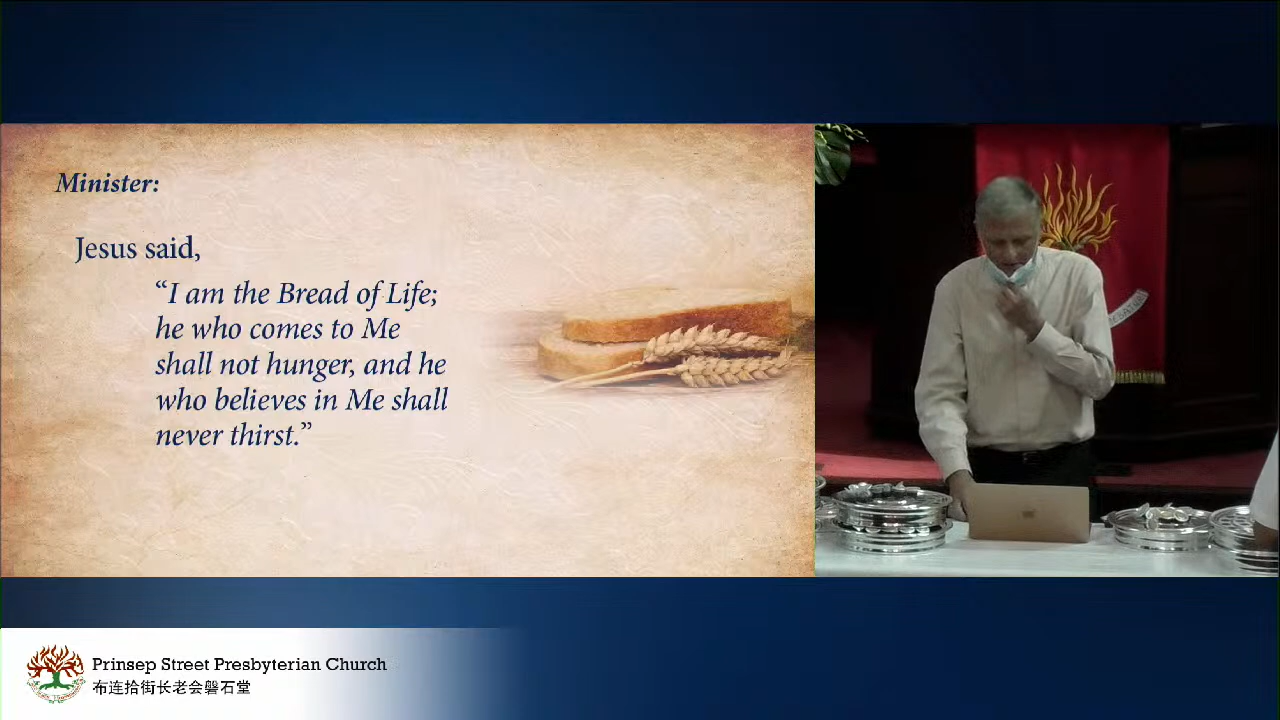 Minister:
Jesus said,
“I am the Bread of Life;
he who comes to Me
shall not hunger, and he
who believes in Me shall
never thirst.”
Prinsep Street Presbyterian Church
布连拾街长老会磐石堂